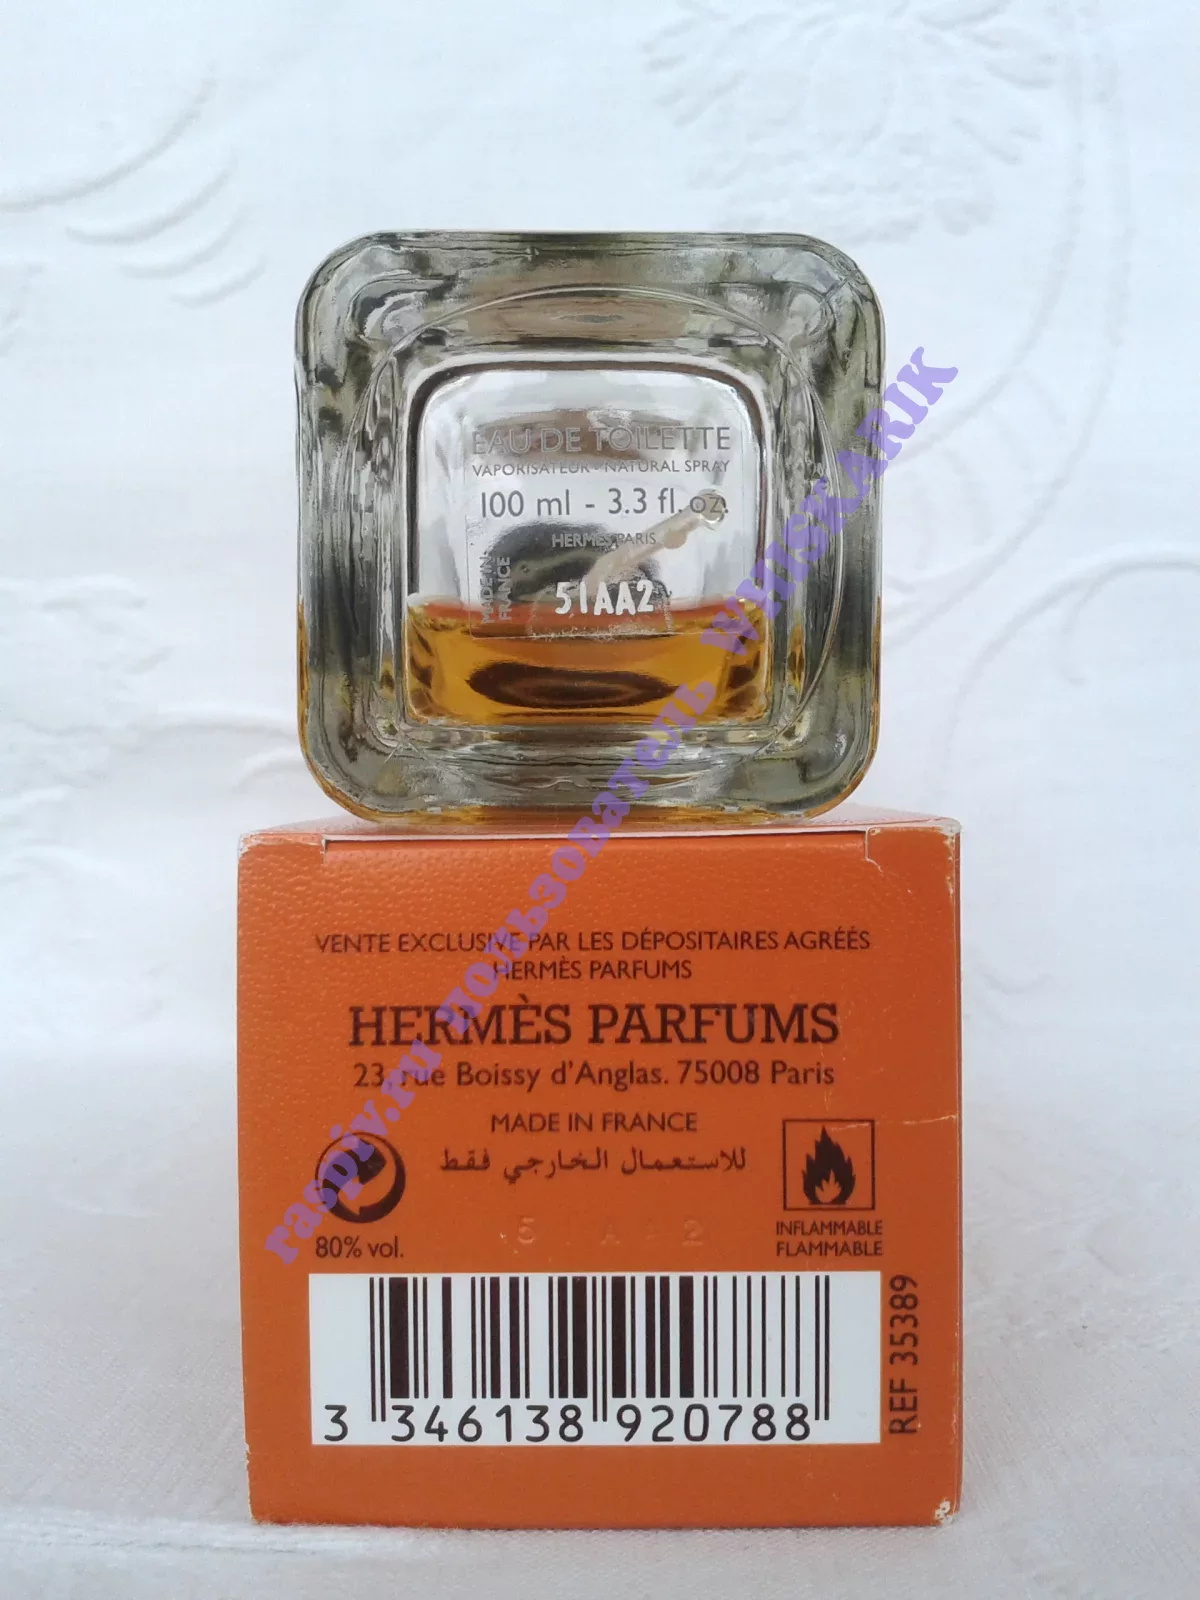 EAU DE TOILETTE
VAPORISATEUR - NATURAL SPRAY
100 ml - 3.3 fl. oz.
HERMÈS PARIS
MADE IN
FRANCE
51AA2
VENTE EXCLUSIVE PAR LES DÉPOSITAIRES AGRÉÉS
HERMÈS PARFUMS
HERMÈS PARFUMS
23, rue Boissy d'Anglas. 75008 Paris
MADE IN FRANCE
للاستعمال الخارجي فقط
51AA2
80% vol.
INFLAMMABLE
FLAMMABLE
REF 35389
3 346138 920788
raspiv.ru пользователь WHISKARIK